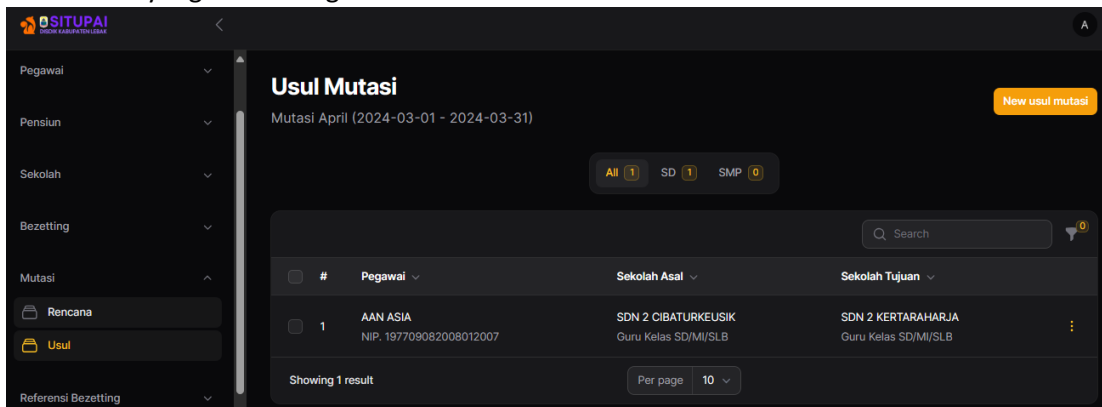 SITUPAI
DISDIK KABUPATEN LEBAK
A
Pegawai
Pensiun
Sekolah
Bezetting
Mutasi
Rencana
Usul
Referensi Bezetting
Usul Mutasi
Mutasi April (2024-03-01 - 2024-03-31)
New usul mutasi
All 1 SD 1 SMP 0
Search
0
# Pegawai Sekolah Asal Sekolah Tujuan
1 AAN ASIA SDN 2 CIBATURKEUSIK SDN 2 KERTARAHARJA
NIP. 197709082008012007 Guru Kelas SD/MI/SLB Guru Kelas SD/MI/SLB
Showing 1 result Per page 10